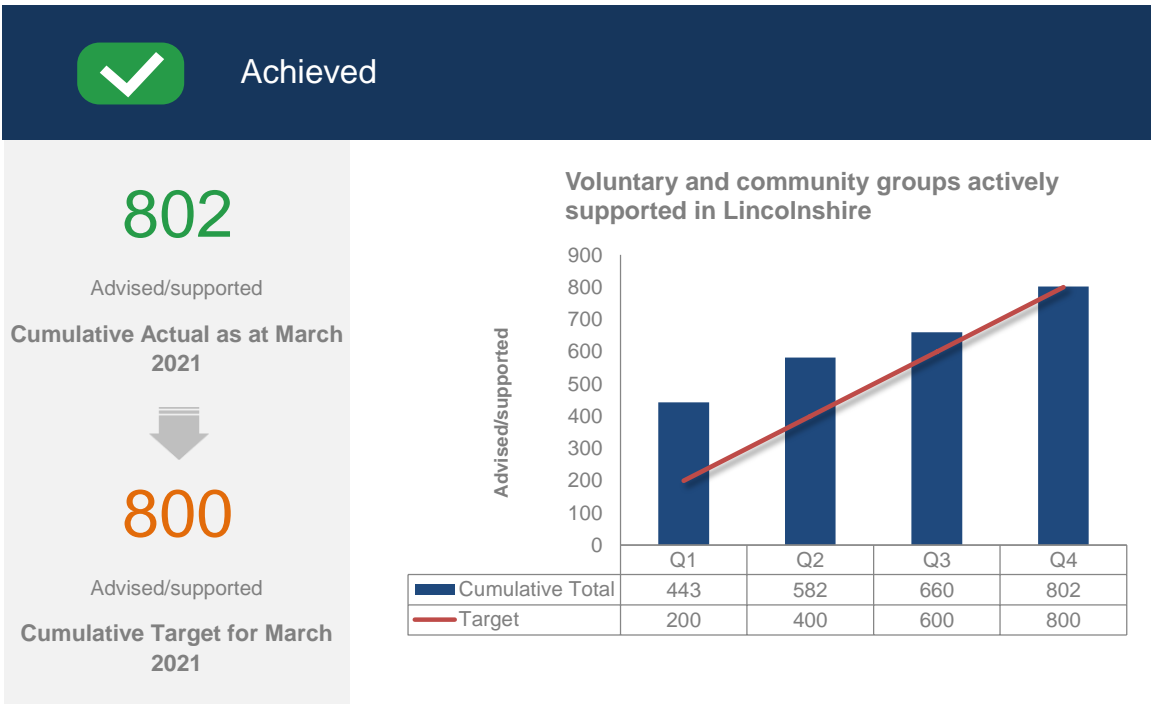 Achieved
802
Advised/supported
Cumulative Actual as at March
2021
800
Advised/supported
Cumulative Target for March
2021
Voluntary and community groups actively
supported in Lincolnshire
Advised/supported
900
800
700
600
500
400
300
200
100
0
Q1 Q2 Q3 Q4
Cumulative Total 443 582 660 802
Target 200 400 600 800